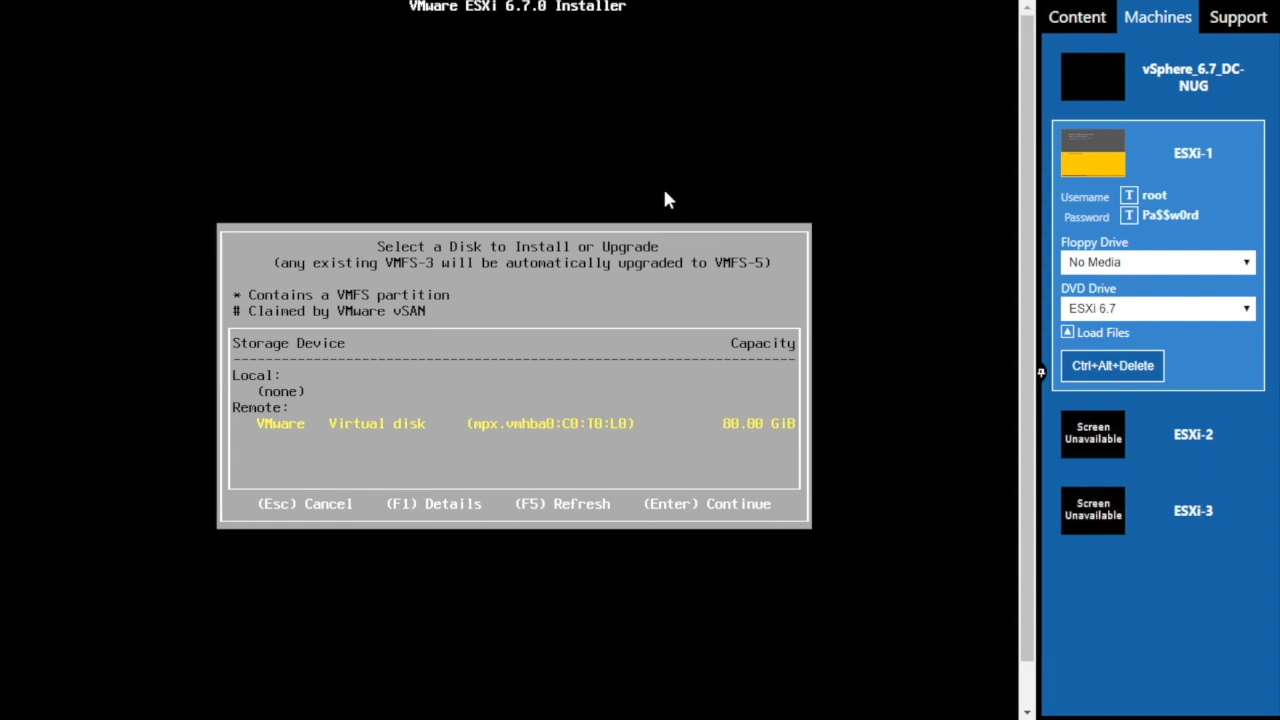 VMware ESXi 6.7.0 Installer
Select a Disk to Install or Upgrade
(any existing VMFS-3 will be automatically upgraded to VMFS-5)
* Contains a VMFS partition
# Claimed by VMware vSAN
Storage Device Capacity
Local:
(none)
Remote:
VMware Virtual disk (mpx.vmhba0:C0:T0:L0) 80.00 GiB
(Esc) Cancel (F1) Details (F5) Refresh (Enter) Continue
Content Machines Support
vSphere_6.7_DC-
NUG
ESXi-1
Username T root
Password T Pa$$w0rd
Floppy Drive
No Media
DVD Drive
ESXi 6.7
Load Files
Ctrl+Alt+Delete
Screen
Unavailable
ESXi-2
Screen
Unavailable
ESXi-3